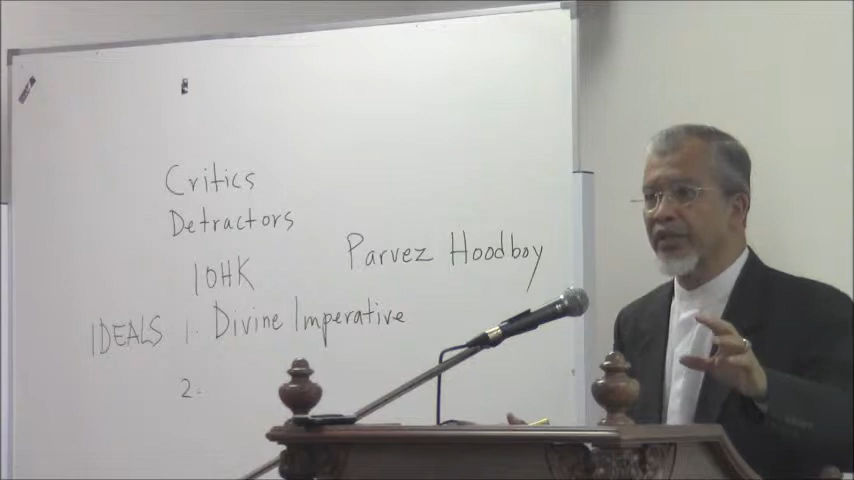 Critics
Detractors
IOHK
Parvez Hoodboy
IDEALS 1. Divine Imperative
2.